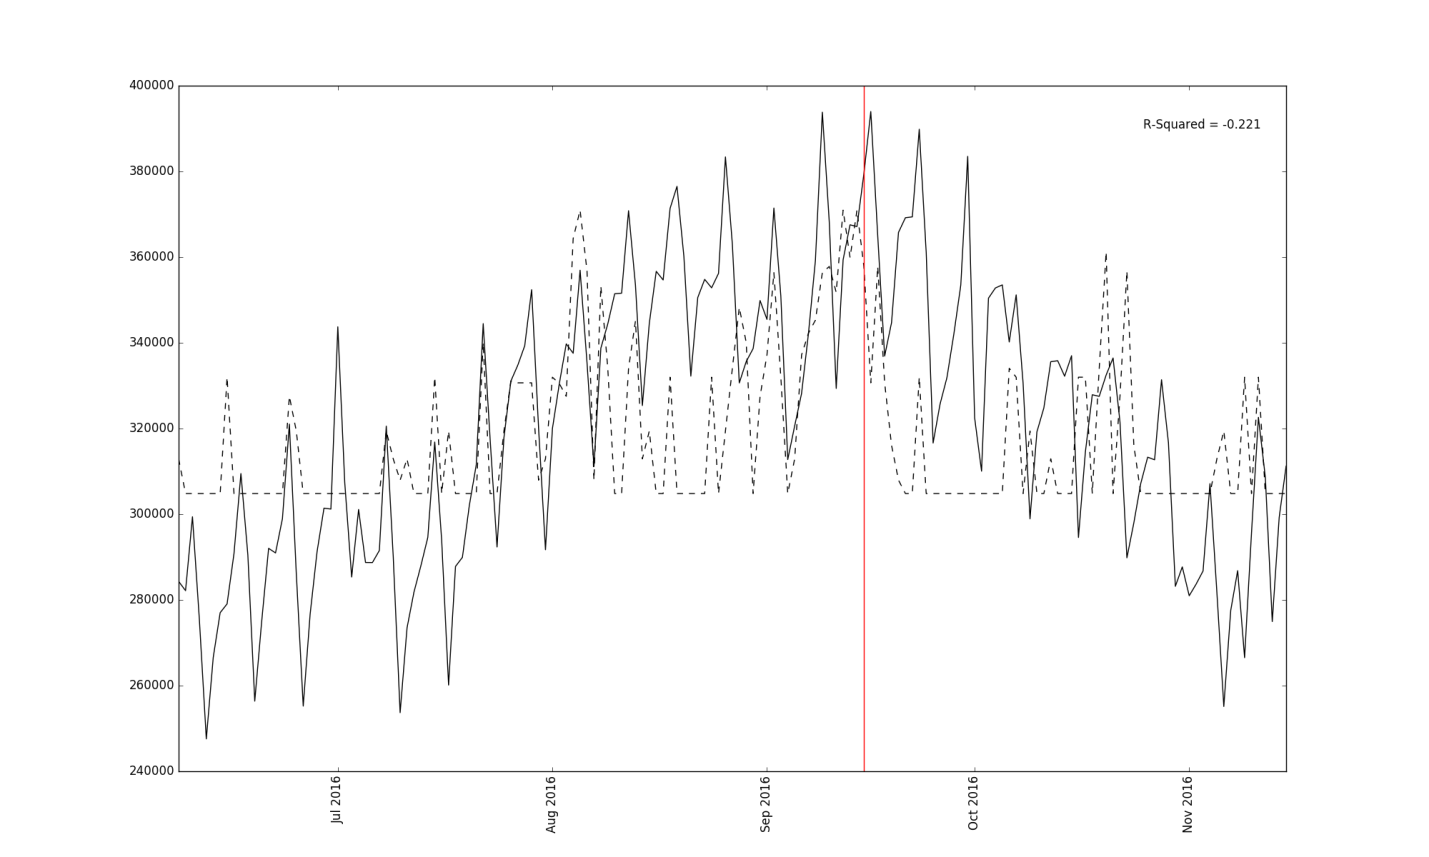 400000
R-Squared = -0.221
380000
360000
340000
320000
300000
280000
260000
240000
Jul 2016
Aug 2016
Sep 2016
Oct 2016
Nov 2016